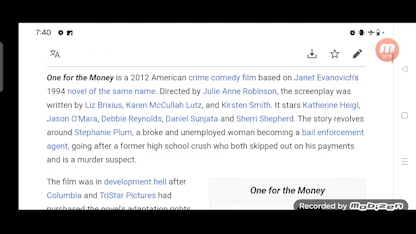 7:40
One for the Money is a 2012 American crime comedy film based on Janet Evanovich's
1994 novel of the same name. Directed by Julie Anne Robinson, the screenplay was
written by Liz Brixius, Karen McCullah Lutz, and Kirsten Smith. It stars Katherine Heigl,
Jason O'Mara, Debbie Reynolds, Daniel Sunjata and Sherri Shepherd. The story revolves
around Stephanie Plum, a broke and unemployed woman becoming a bail enforcement
agent, going after a former high school crush who both skipped out on his payments
and is a murder suspect.
The film was in development hell after
Columbia and TriStar Pictures had
purchased the novel's adaptation rights
One for the Money
Recorded by mobizen